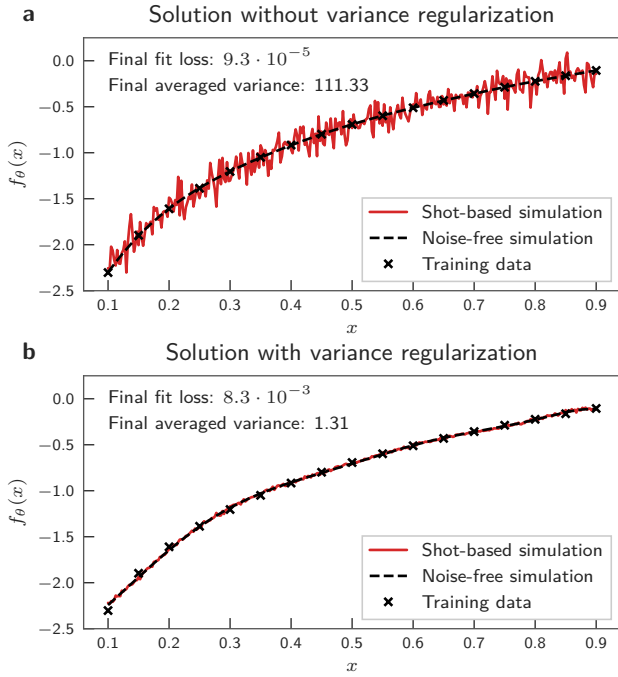 a Solution without variance regularization
Final fit loss: 9.3 · 10⁻⁵
Final averaged variance: 111.33
0.0
−0.5
−1.0
−1.5
−2.0
−2.5
f_θ(x)
Shot-based simulation
Noise-free simulation
Training data
0.1 0.2 0.3 0.4 0.5 0.6 0.7 0.8 0.9
x
b Solution with variance regularization
Final fit loss: 8.3 · 10⁻³
Final averaged variance: 1.31
0.0
−0.5
−1.0
−1.5
−2.0
−2.5
f_θ(x)
Shot-based simulation
Noise-free simulation
Training data
0.1 0.2 0.3 0.4 0.5 0.6 0.7 0.8 0.9
x